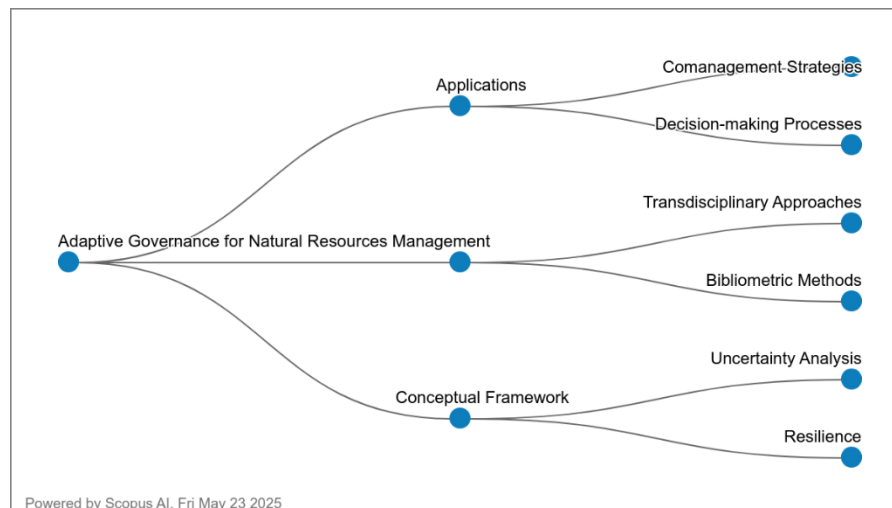 Comanagement Strategies
Applications
Decision-making Processes
Transdisciplinary Approaches
Adaptive Governance for Natural Resources Management
Bibliometric Methods
Uncertainty Analysis
Conceptual Framework
Resilience
Powered by Scopus AI, Fri May 23 2025